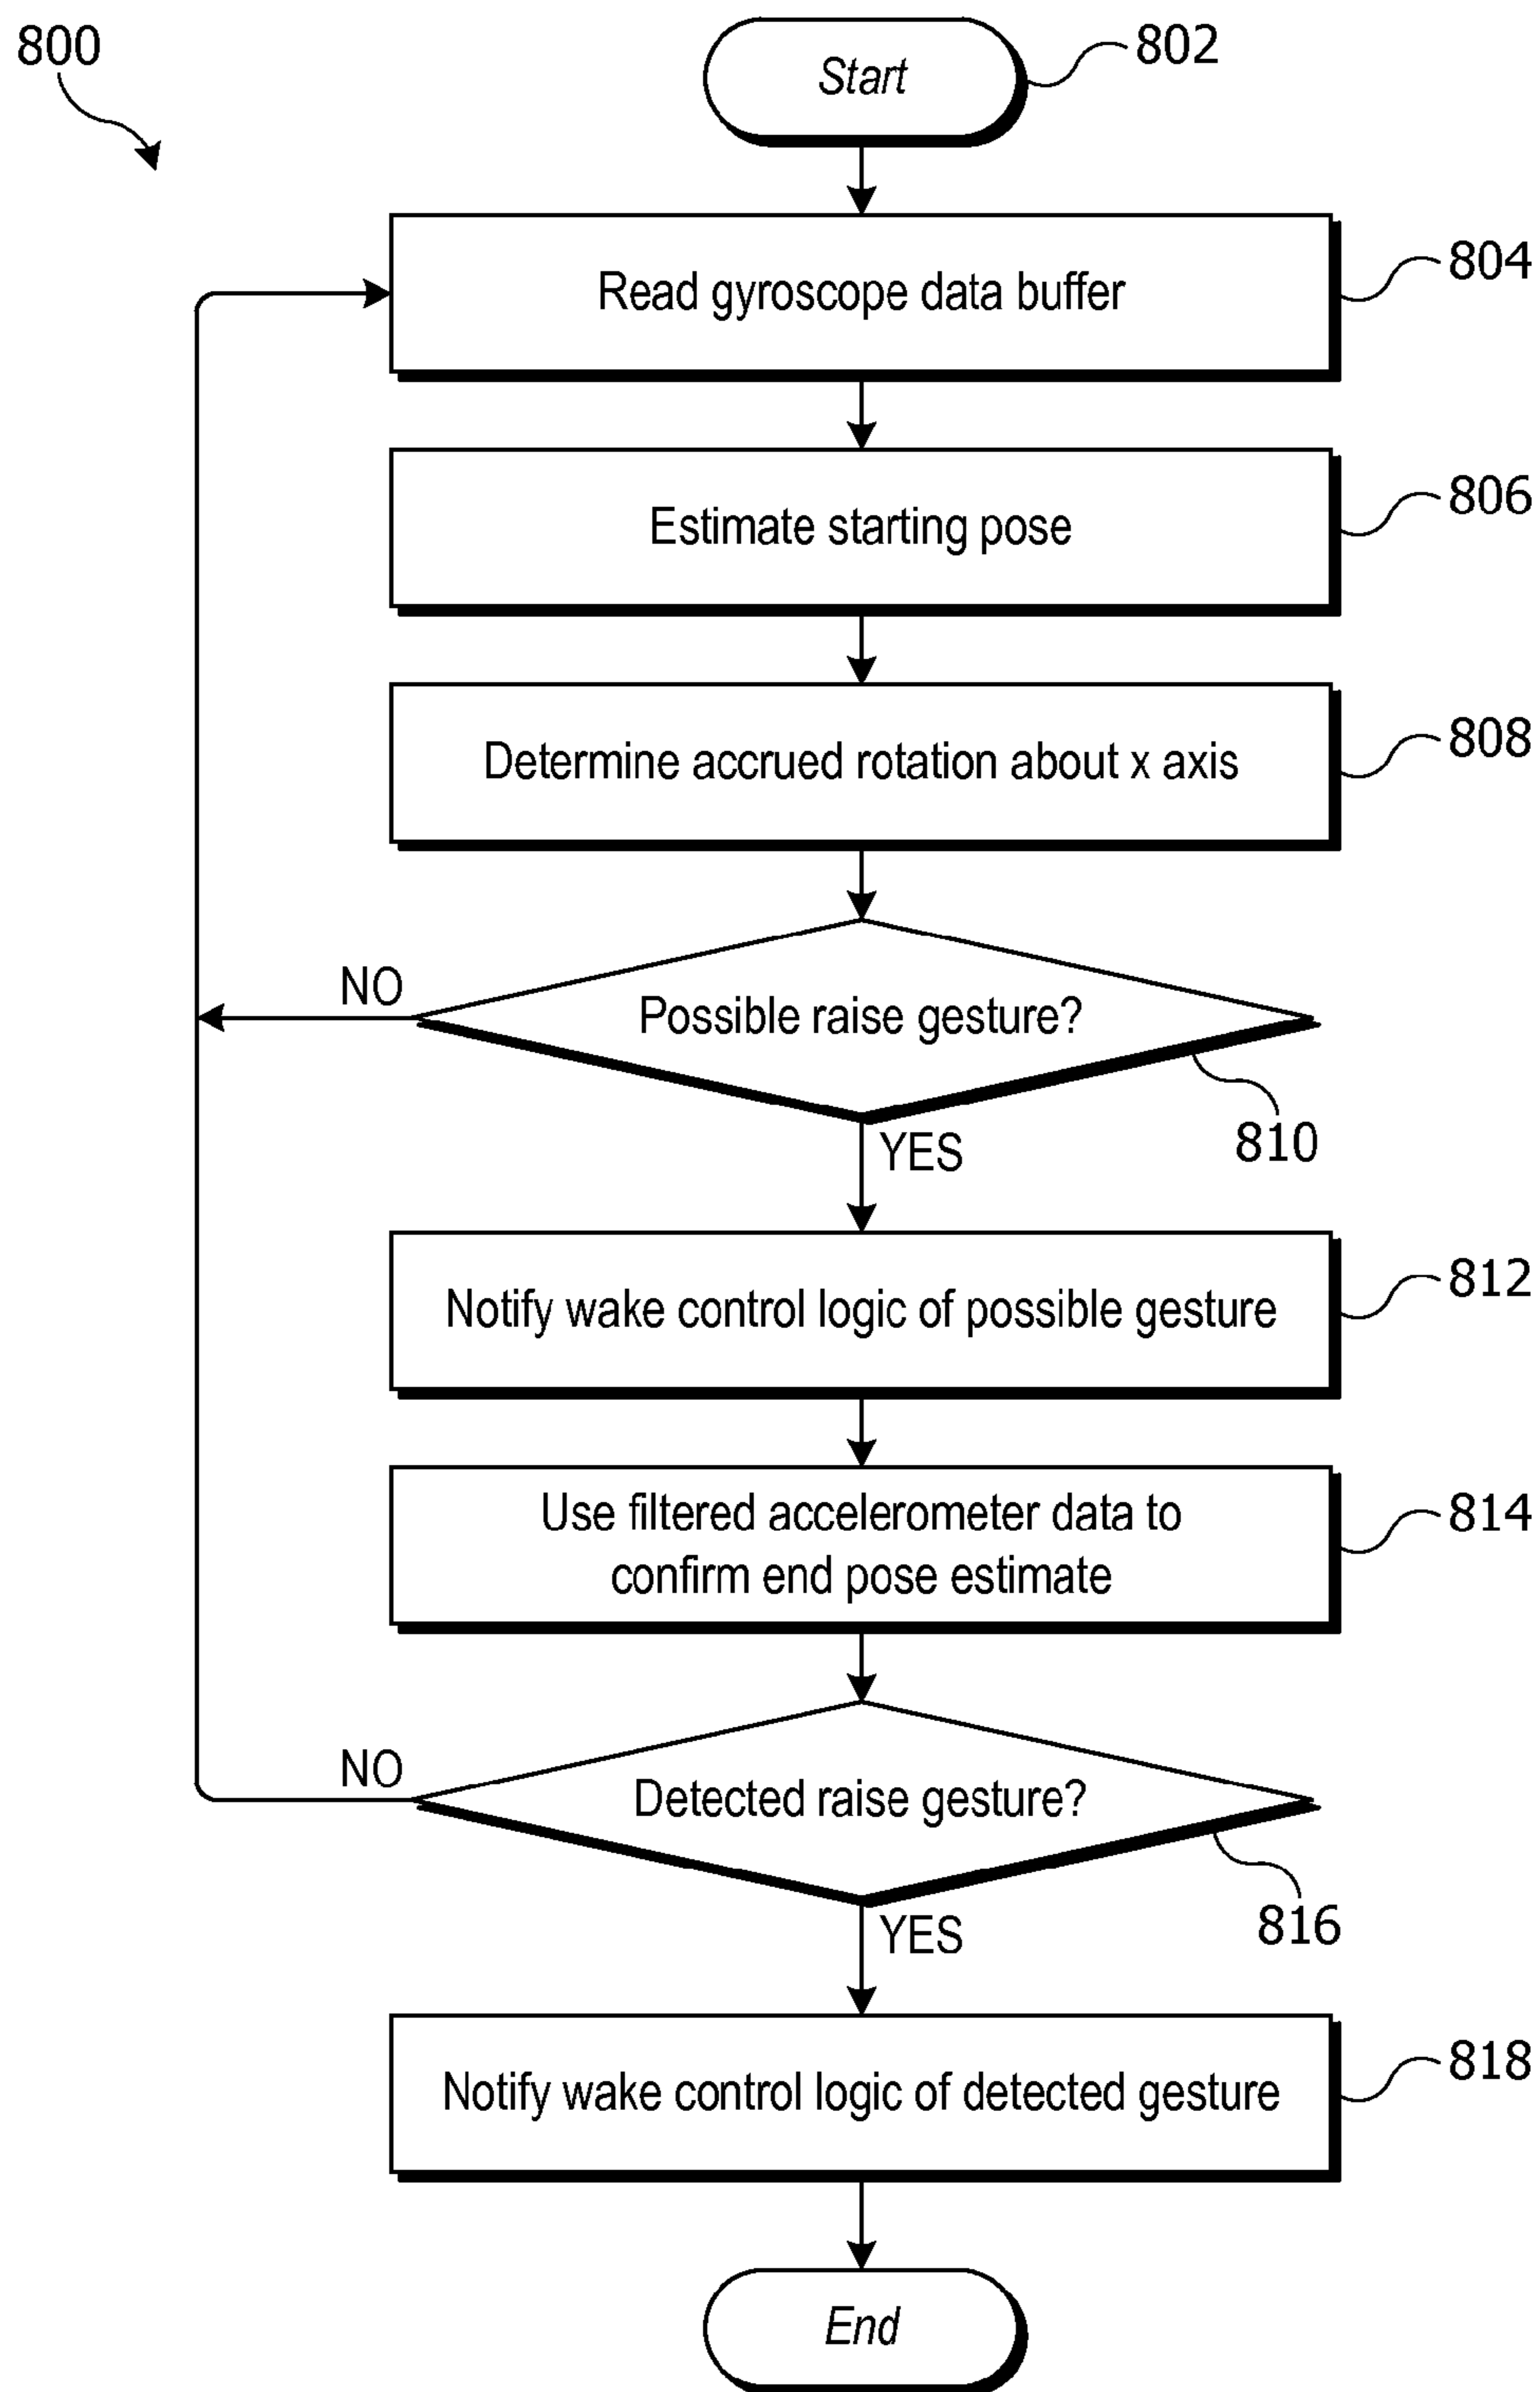 800
Start
802
Read gyroscope data buffer
804
Estimate starting pose
806
Determine accrued rotation about x axis
808
NO
Possible raise gesture?
810
YES
Notify wake control logic of possible gesture
812
Use filtered accelerometer data to
confirm end pose estimate
814
NO
Detected raise gesture?
816
YES
Notify wake control logic of detected gesture
818
End